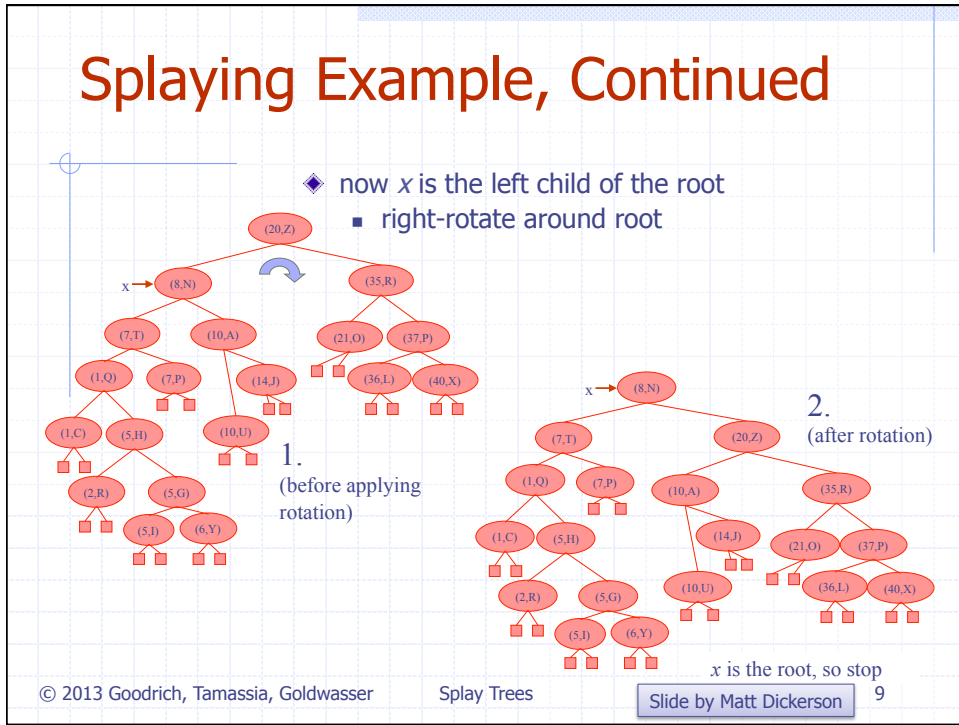 Splaying Example, Continued
now x is the left child of the root
right-rotate around root
(20,Z)
x
(8,N)
(35,R)
(7,T)
(10,A)
(21,O)
(37,P)
(1,Q)
(7,P)
(14,J)
(36,L)
(40,X)
(1,C)
(5,H)
(10,U)
(2,R)
(5,G)
(5,I)
(6,Y)
1.
(before applying
rotation)
x
(8,N)
2.
(after rotation)
(7,T)
(20,Z)
(1,Q)
(7,P)
(10,A)
(35,R)
(1,C)
(5,H)
(14,J)
(21,O)
(37,P)
(2,R)
(5,G)
(10,U)
(36,L)
(40,X)
(5,I)
(6,Y)
x is the root, so stop
© 2013 Goodrich, Tamassia, Goldwasser
Splay Trees
Slide by Matt Dickerson
9